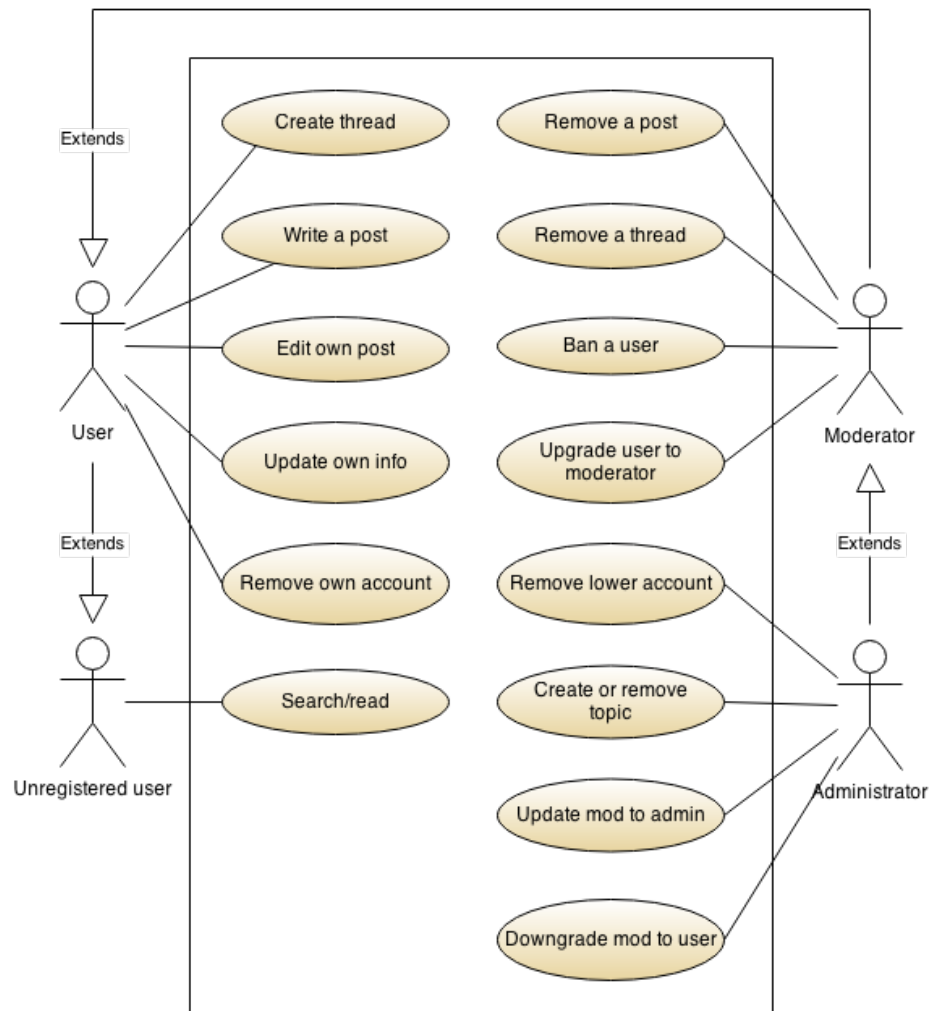 Create thread
Remove a post
Extends
Write a post
Remove a thread
Edit own post
Ban a user
User
Moderator
Update own info
Upgrade user to
moderator
Extends
Extends
Remove own account
Remove lower account
Search/read
Create or remove
topic
Unregistered user
Administrator
Update mod to admin
Downgrade mod to user